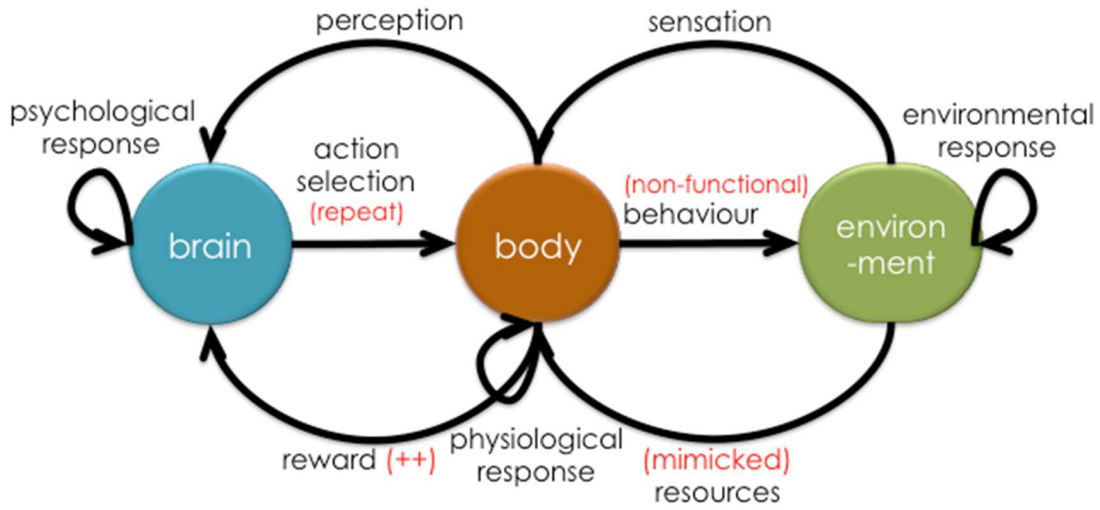 perception
sensation
psychological
response
environmental
response
action
selection
(repeat)
(non-functional)
behaviour
brain
body
environ
-ment
reward (++)
physiological
response
(mimicked)
resources